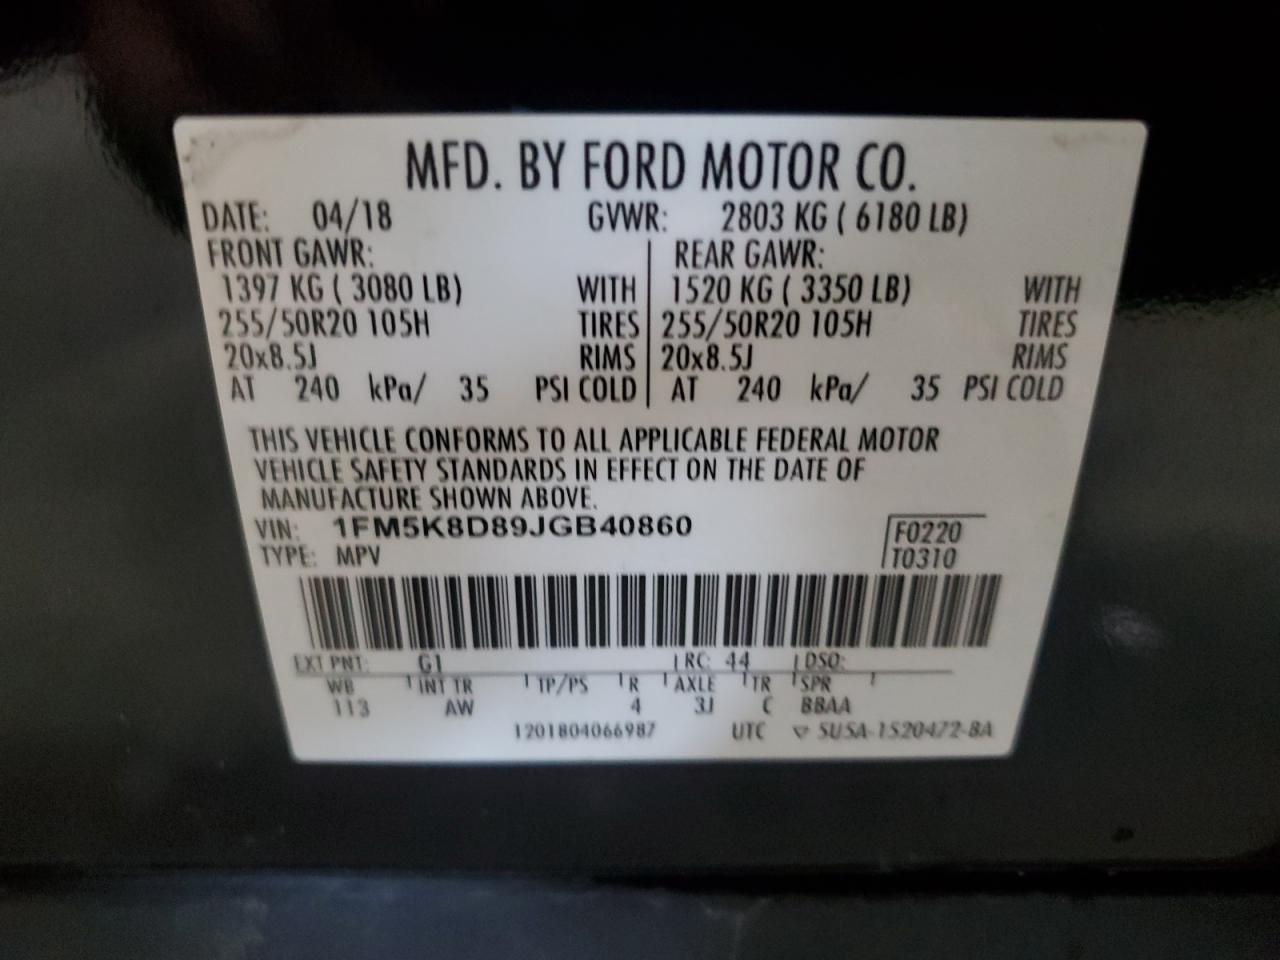 MFD. BY FORD MOTOR CO.
DATE: 04/18 GVWR: 2803 KG ( 6180 LB)
FRONT GAWR: REAR GAWR:
1397 KG ( 3080 LB) WITH 1520 KG ( 3350 LB) WITH
255/50R20 105H TIRES 255/50R20 105H TIRES
20x8.5J RIMS 20x8.5J RIMS
AT 240 kPa/ 35 PSI COLD AT 240 kPa/ 35 PSI COLD
THIS VEHICLE CONFORMS TO ALL APPLICABLE FEDERAL MOTOR
VEHICLE SAFETY STANDARDS IN EFFECT ON THE DATE OF
MANUFACTURE SHOWN ABOVE.
VIN: 1FM5K8D89JGB40860 F0220
TYPE: MPV T0310
EXT PNT: G1 RC: 44 DSO:
WB INT TR TP/PS R AXLE TR SPR
113 AW 4 3J C BBAA
1201804066987 UTC ▽ 5U5A-1520472-BA